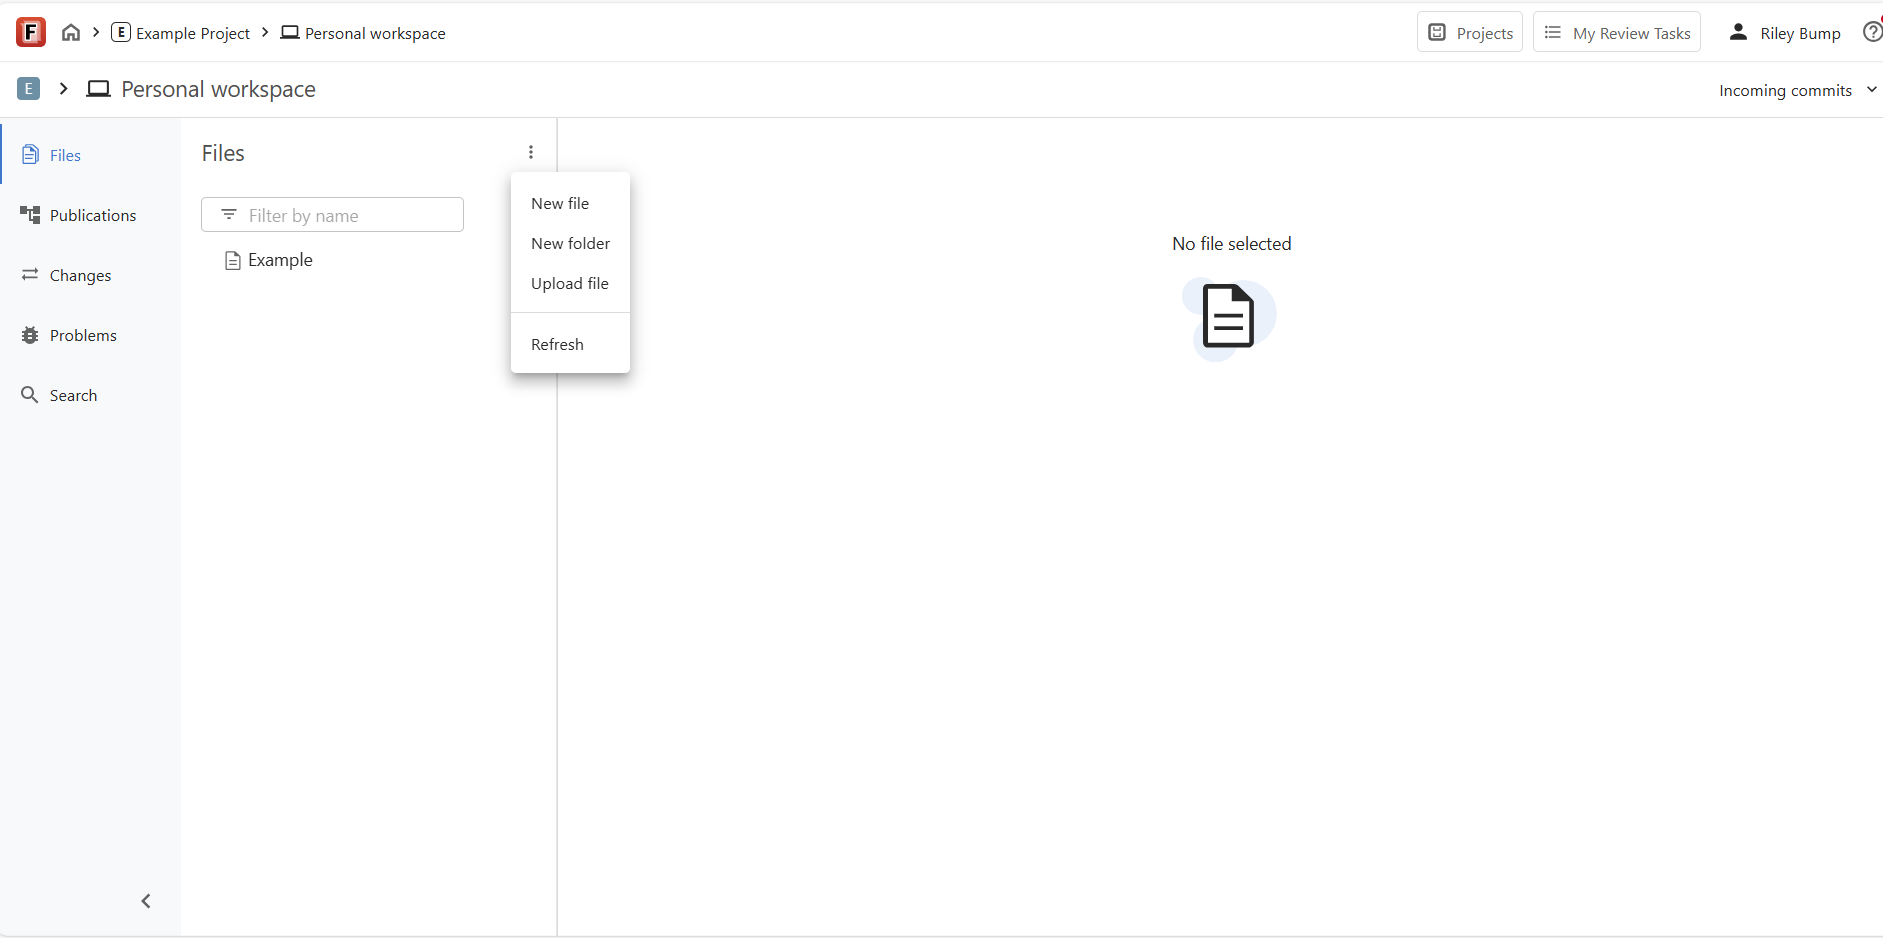 F E Example Project Personal workspace Projects My Review Tasks Riley Bump ?
E Personal workspace Incoming commits
Files
Publications
Changes
Problems
Search
Files
Filter by name
Example
New file
New folder
Upload file
Refresh
No file selected